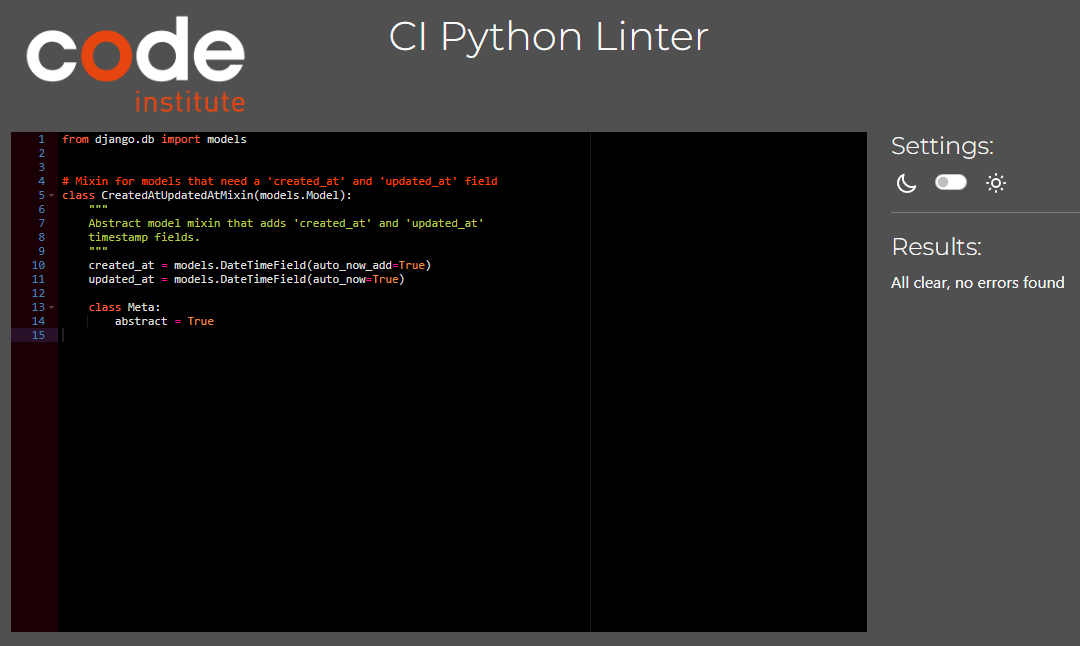 code
institute
CI Python Linter
1 from django.db import models
2
3
4 # Mixin for models that need a 'created_at' and 'updated_at' field
5 class CreatedAtUpdatedAtMixin(models.Model):
6     """
7     Abstract model mixin that adds 'created_at' and 'updated_at'
8     timestamp fields.
9     """
10     created_at = models.DateTimeField(auto_now_add=True)
11     updated_at = models.DateTimeField(auto_now=True)
12
13     class Meta:
14         abstract = True
15
Settings:
Results:
All clear, no errors found